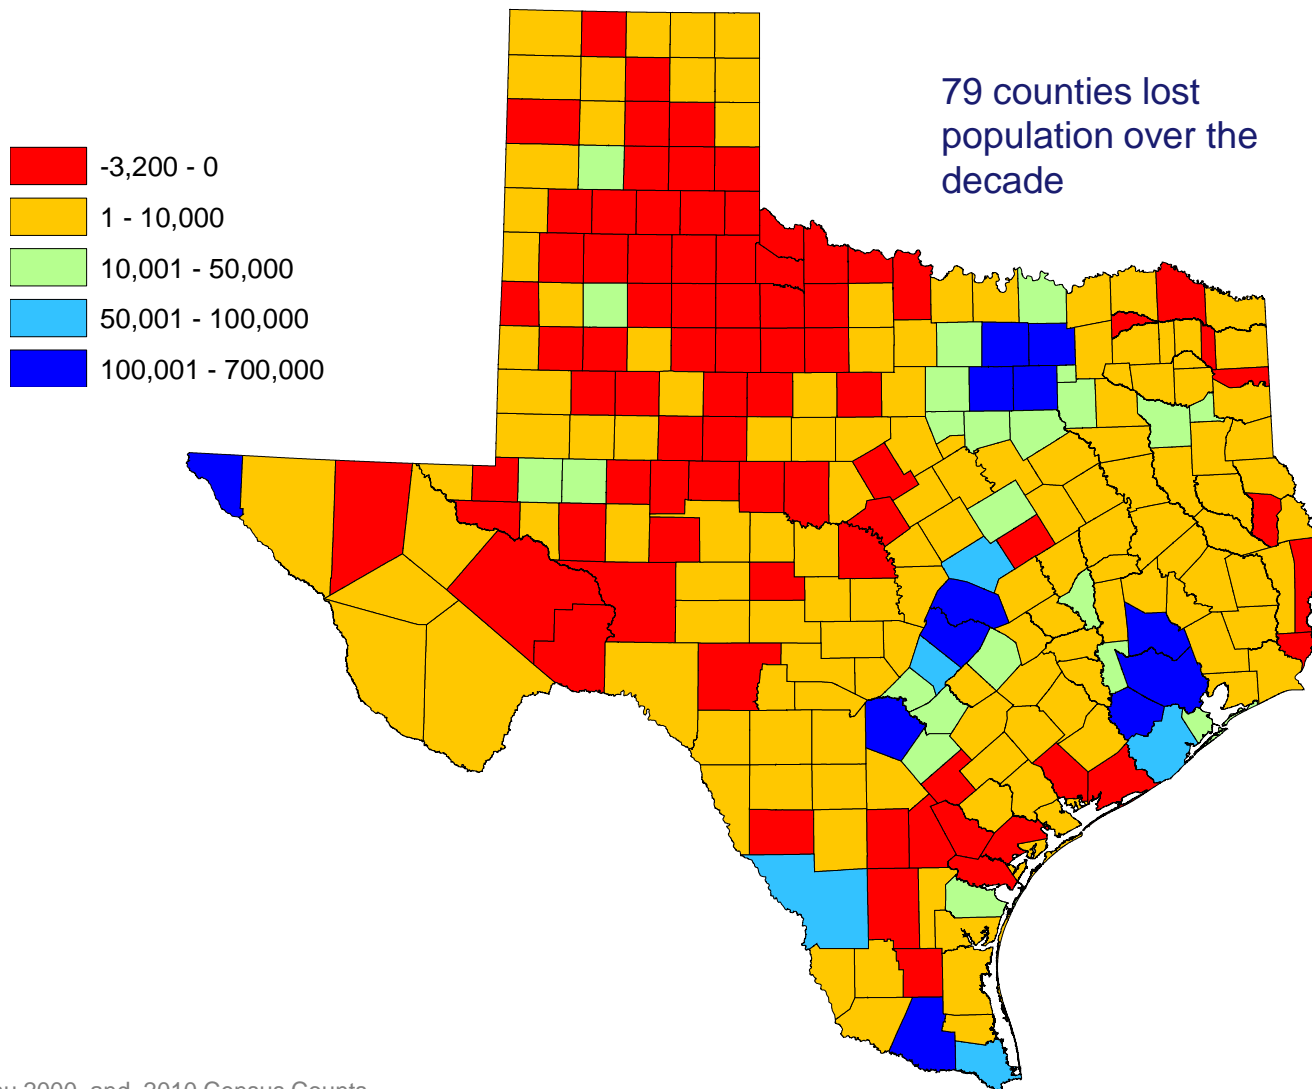 79 counties lost
population over the
decade
-3,200 - 0
1 - 10,000
10,001 - 50,000
50,001 - 100,000
100,001 - 700,000
2000 and 2010 Census Counts